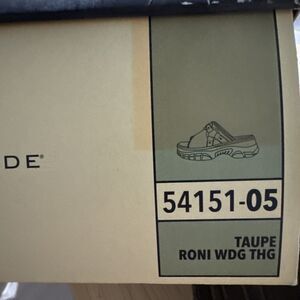 DE®
54151-05
TAUPE
RONI WDG THG